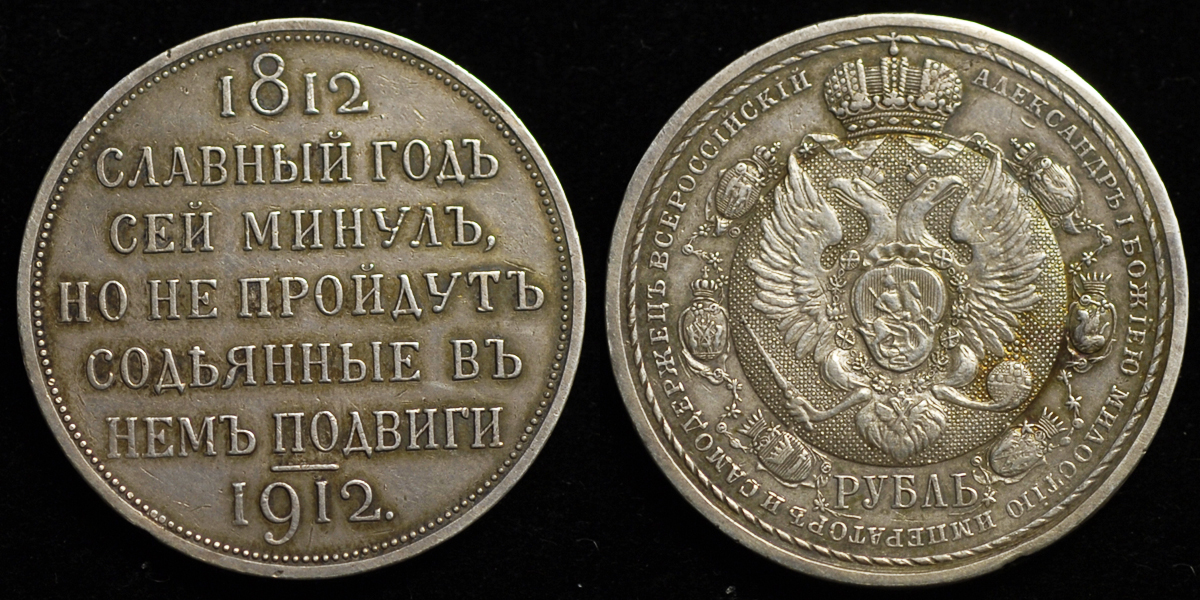 1812
СЛАВНЫЙ ГОДЪ
СЕЙ МИНУЛЪ,
НО НЕ ПРОЙДУТЪ
СОДѢЯННЫЕ ВЪ
НЕМЪ ПОДВИГИ
1912.
АЛЕКСАНДРЪ I БОЖІЕЮ МИЛОСТІЮ ИМПЕРАТОРЪ И САМОДЕРЖЕЦЪ ВСЕРОССІЙСКІЙ
РУБЛЬ